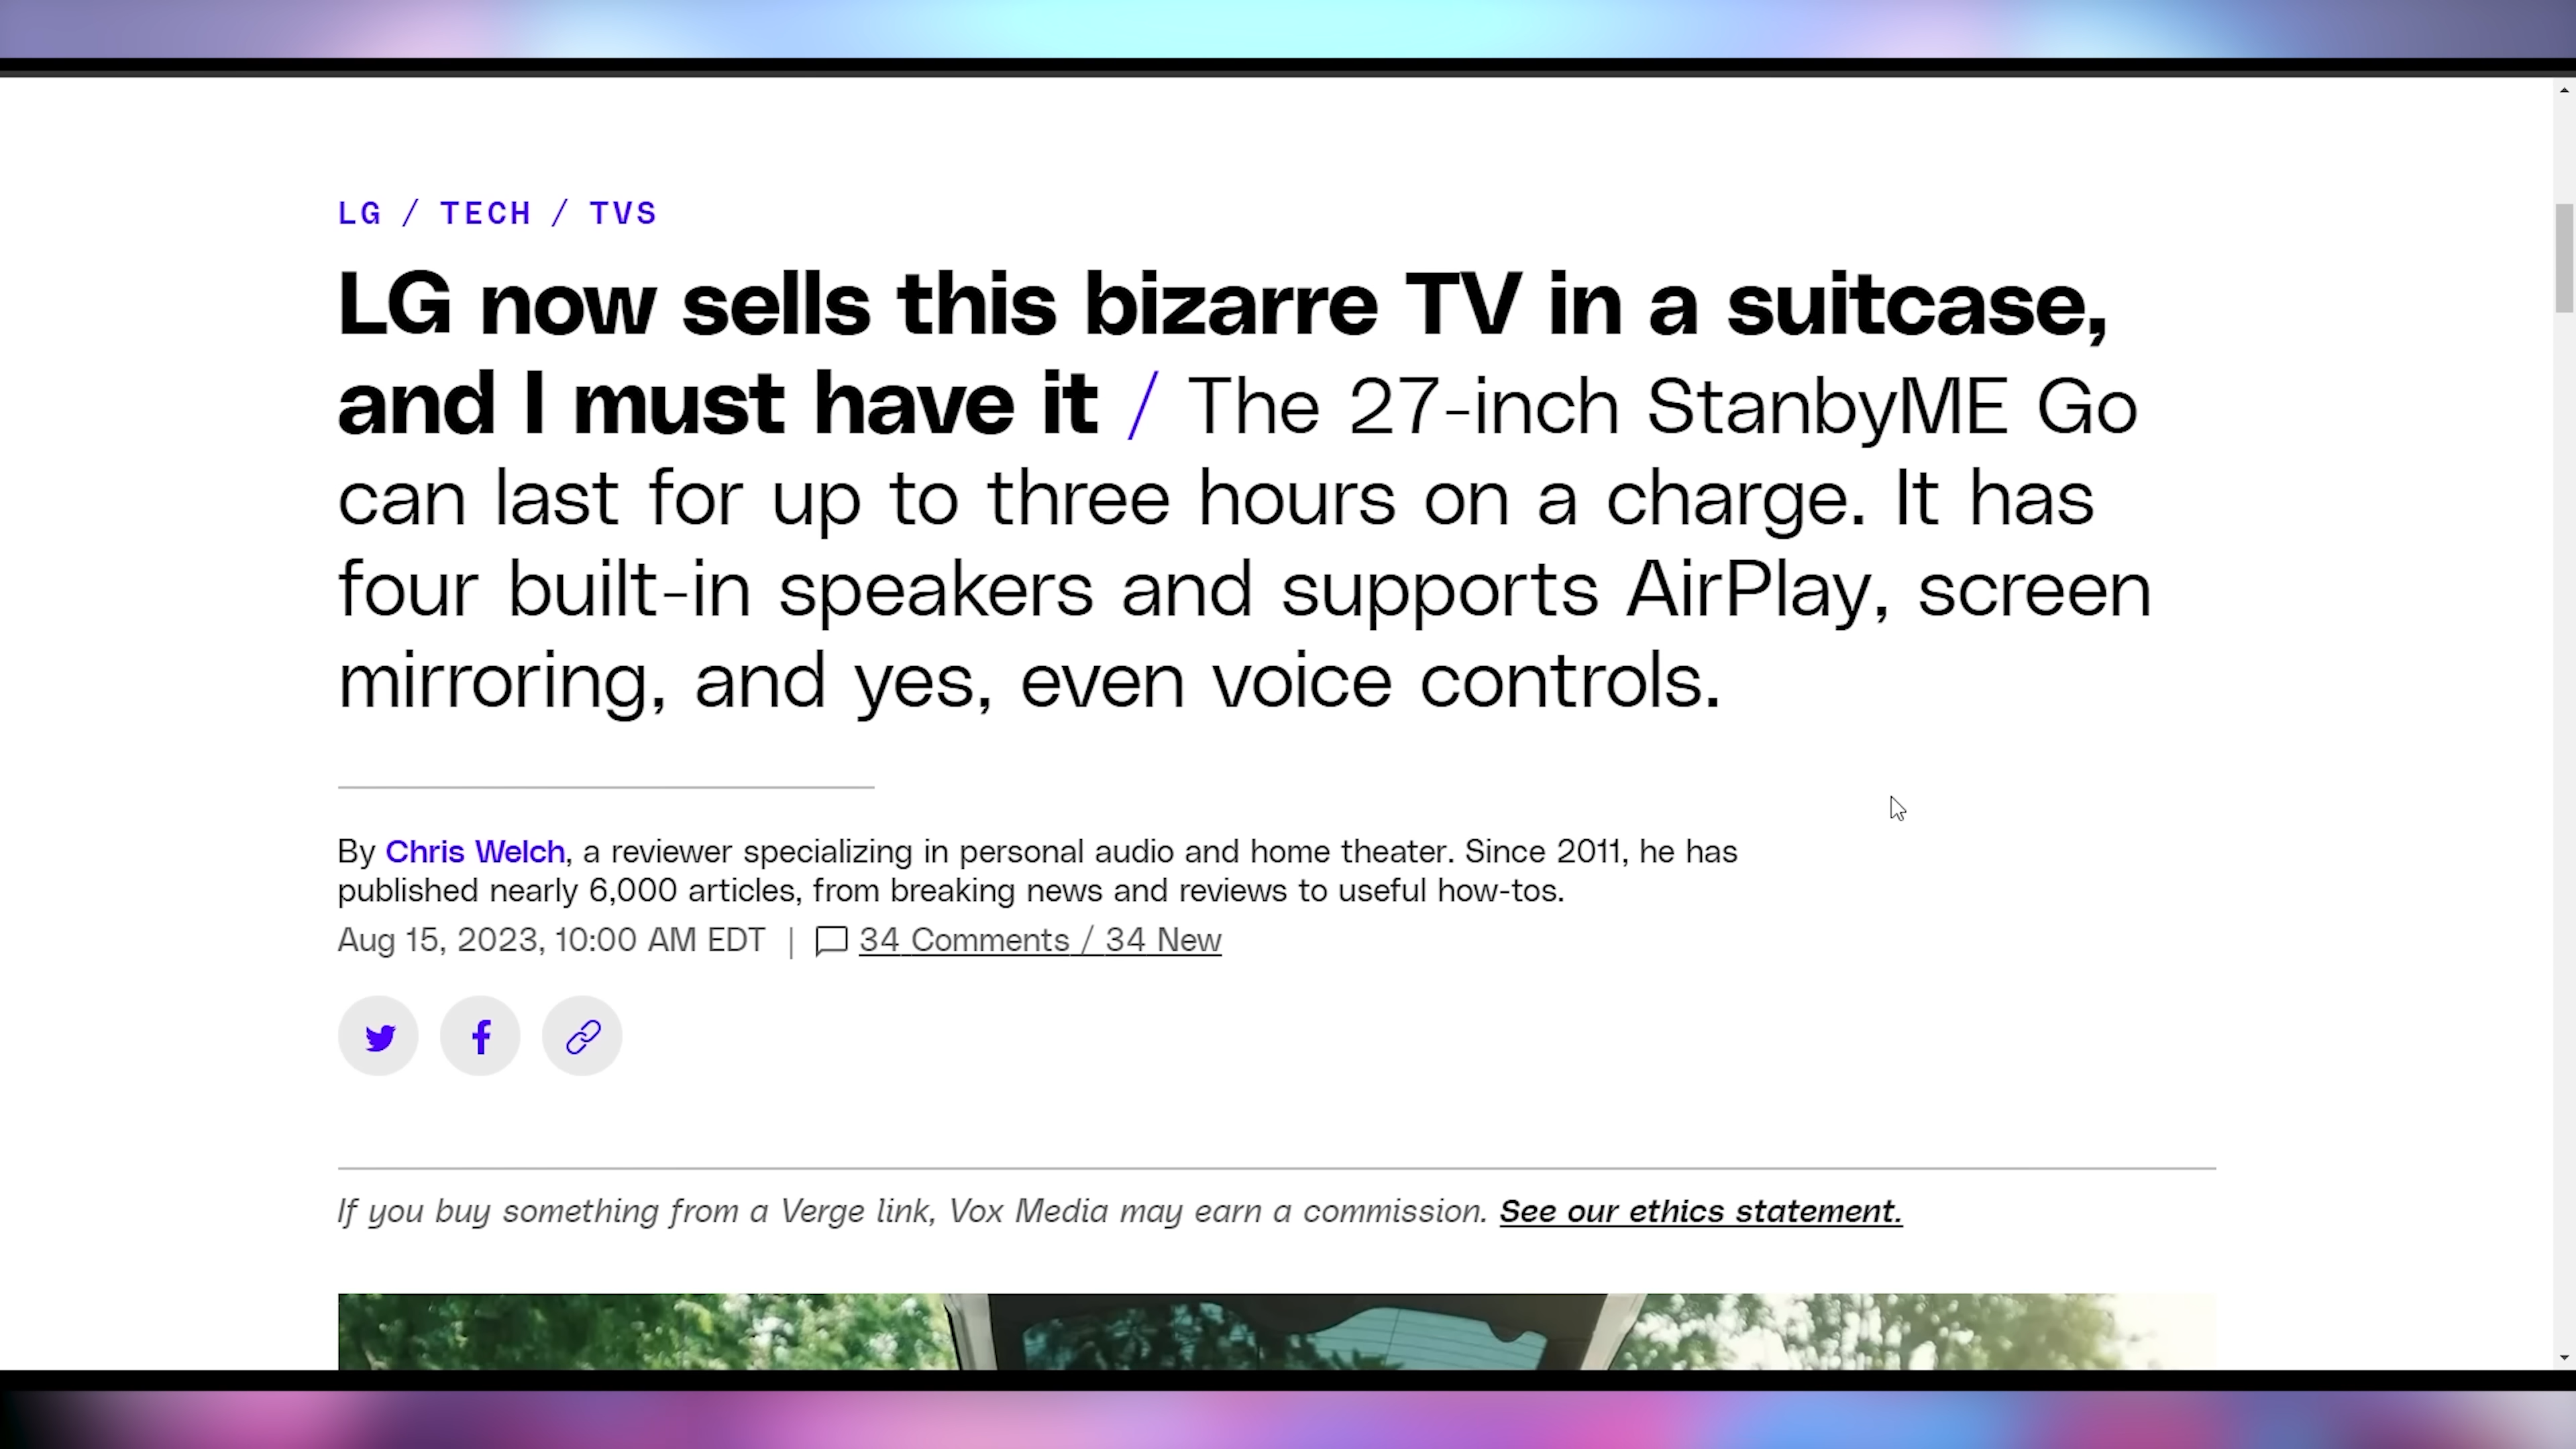 LG / TECH / TVS
LG now sells this bizarre TV in a suitcase,
and I must have it / The 27-inch StanbyME Go
can last for up to three hours on a charge. It has
four built-in speakers and supports AirPlay, screen
mirroring, and yes, even voice controls.
By Chris Welch, a reviewer specializing in personal audio and home theater. Since 2011, he has
published nearly 6,000 articles, from breaking news and reviews to useful how-tos.
Aug 15, 2023, 10:00 AM EDT | 34 Comments / 34 New
If you buy something from a Verge link, Vox Media may earn a commission. See our ethics statement.